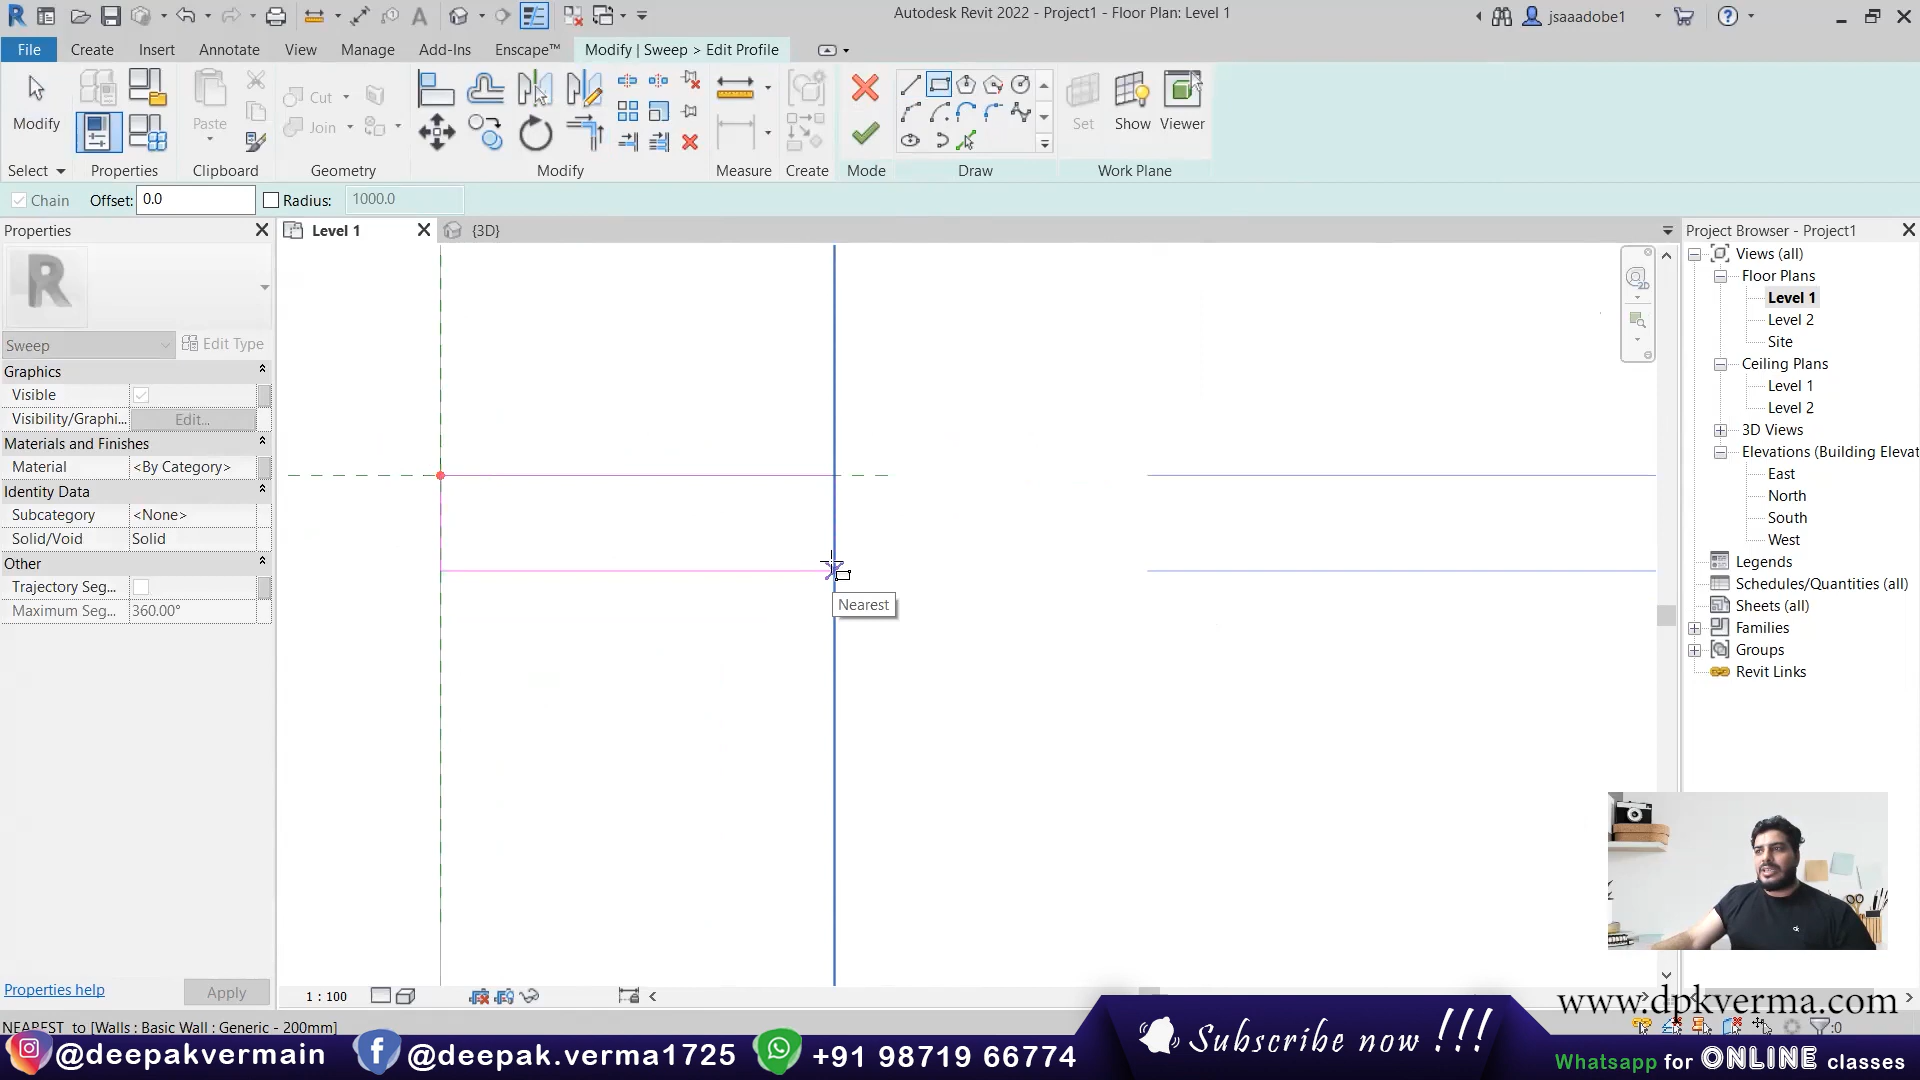 Autodesk Revit 2022 - Project1 - Floor Plan: Level 1
jsaaadobe1
File
Create
Insert
Annotate
View
Manage
Add-Ins
Enscape™
Modify | Sweep > Edit Profile
Modify
Paste
Cut
Join
Set
Show
Viewer
Select
Properties
Clipboard
Geometry
Modify
Measure
Create
Mode
Draw
Work Plane
Chain
Offset:
0.0
Radius:
1000.0
Properties
Level 1
{3D}
Project Browser - Project1
R
Sweep
Edit Type
Graphics
Visible
Visibility/Graphi...
Edit...
Materials and Finishes
Material
<By Category>
Identity Data
Subcategory
<None>
Solid/Void
Solid
Other
Trajectory Seg...
Maximum Seg...
360.00°
Properties help
Apply
Nearest
2D
Views (all)
Floor Plans
Level 1
Level 2
Site
Ceiling Plans
Level 1
Level 2
3D Views
Elevations (Building Elevat
East
North
South
West
Legends
Schedules/Quantities (all)
Sheets (all)
Families
Groups
Revit Links
1 : 100
NEAREST to [Walls : Basic Wall : Generic - 200mm]
:0
www.dpkverma.com
@deepakvermain
@deepak.verma1725
+91 98719 66774
Subscribe now !!!
Whatsapp for ONLINE classes